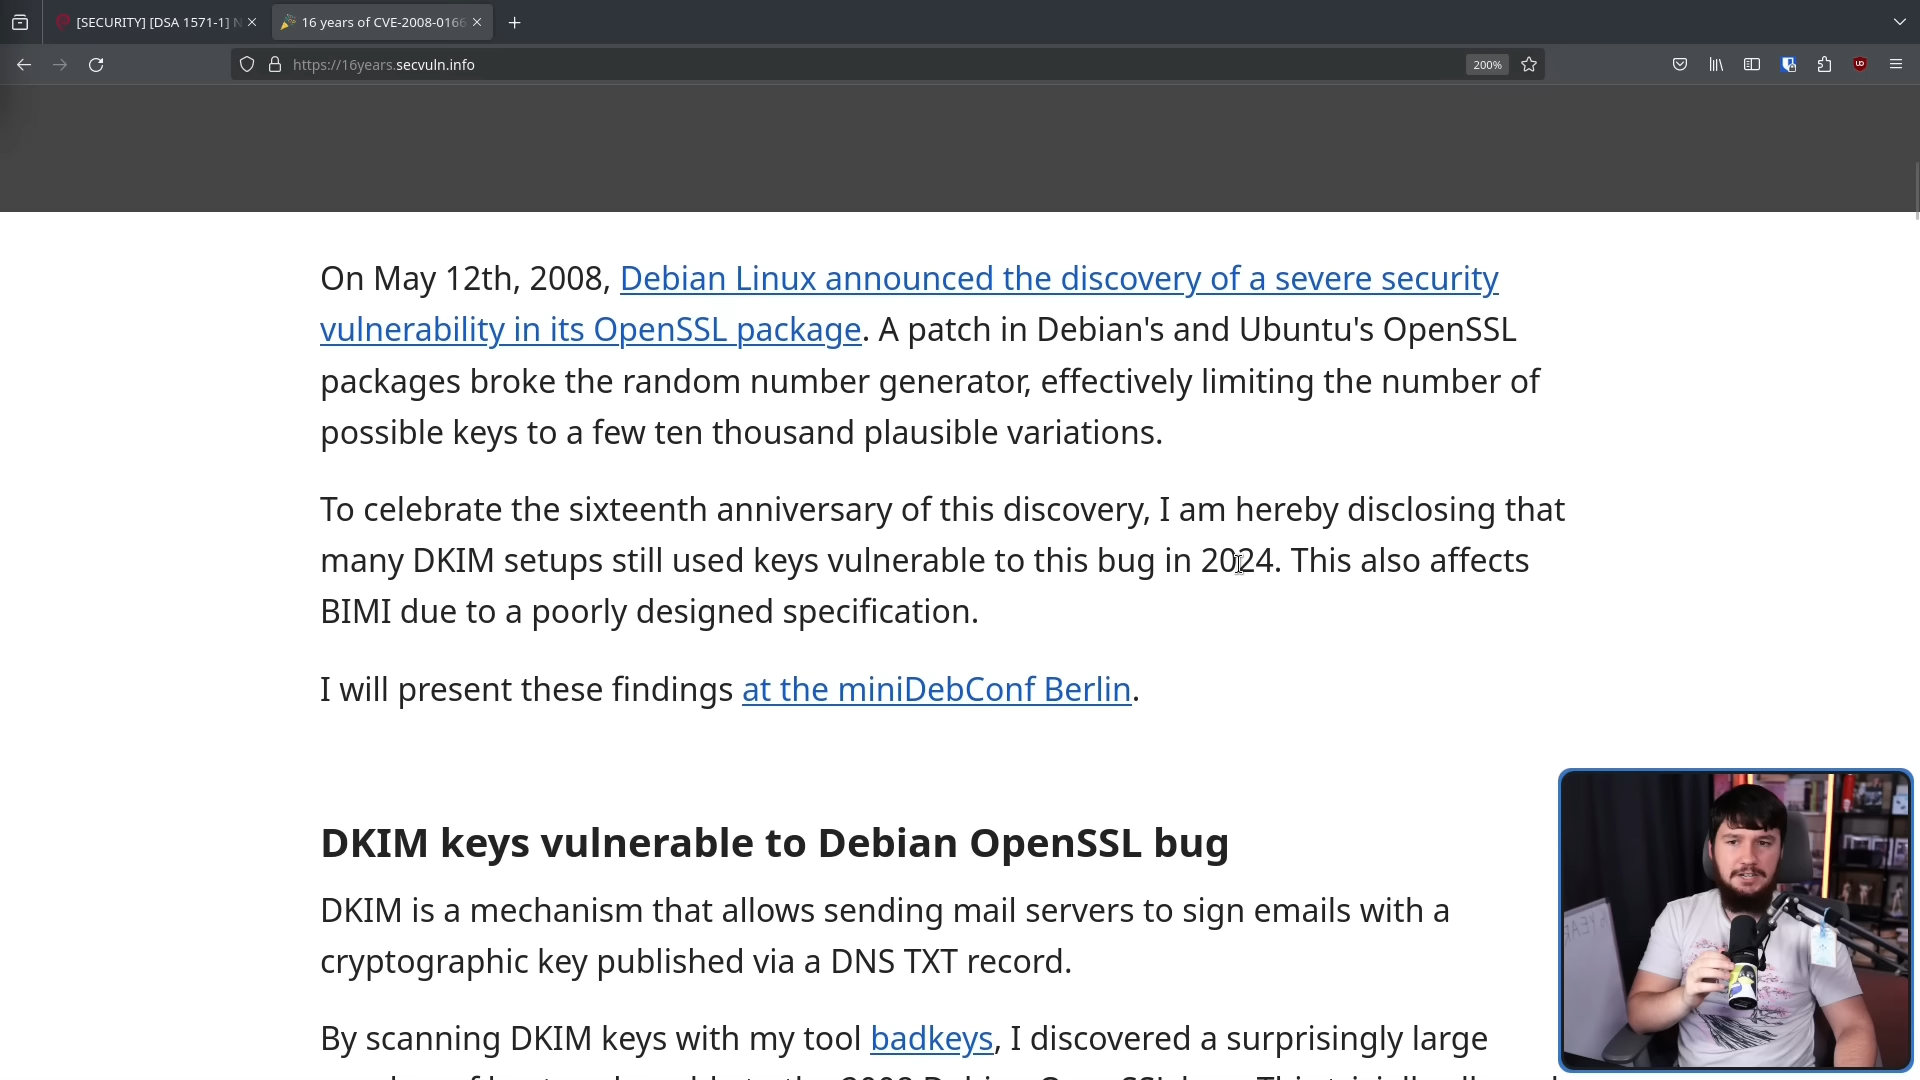 [SECURITY] [DSA 1571-1] N
16 years of CVE-2008-0166
https://16years.secvuln.info
200%
On May 12th, 2008, Debian Linux announced the discovery of a severe security
vulnerability in its OpenSSL package. A patch in Debian's and Ubuntu's OpenSSL
packages broke the random number generator, effectively limiting the number of
possible keys to a few ten thousand plausible variations.
To celebrate the sixteenth anniversary of this discovery, I am hereby disclosing that
many DKIM setups still used keys vulnerable to this bug in 2024. This also affects
BIMI due to a poorly designed specification.
I will present these findings at the miniDebConf Berlin.
DKIM keys vulnerable to Debian OpenSSL bug
DKIM is a mechanism that allows sending mail servers to sign emails with a
cryptographic key published via a DNS TXT record.
By scanning DKIM keys with my tool badkeys, I discovered a surprisingly large